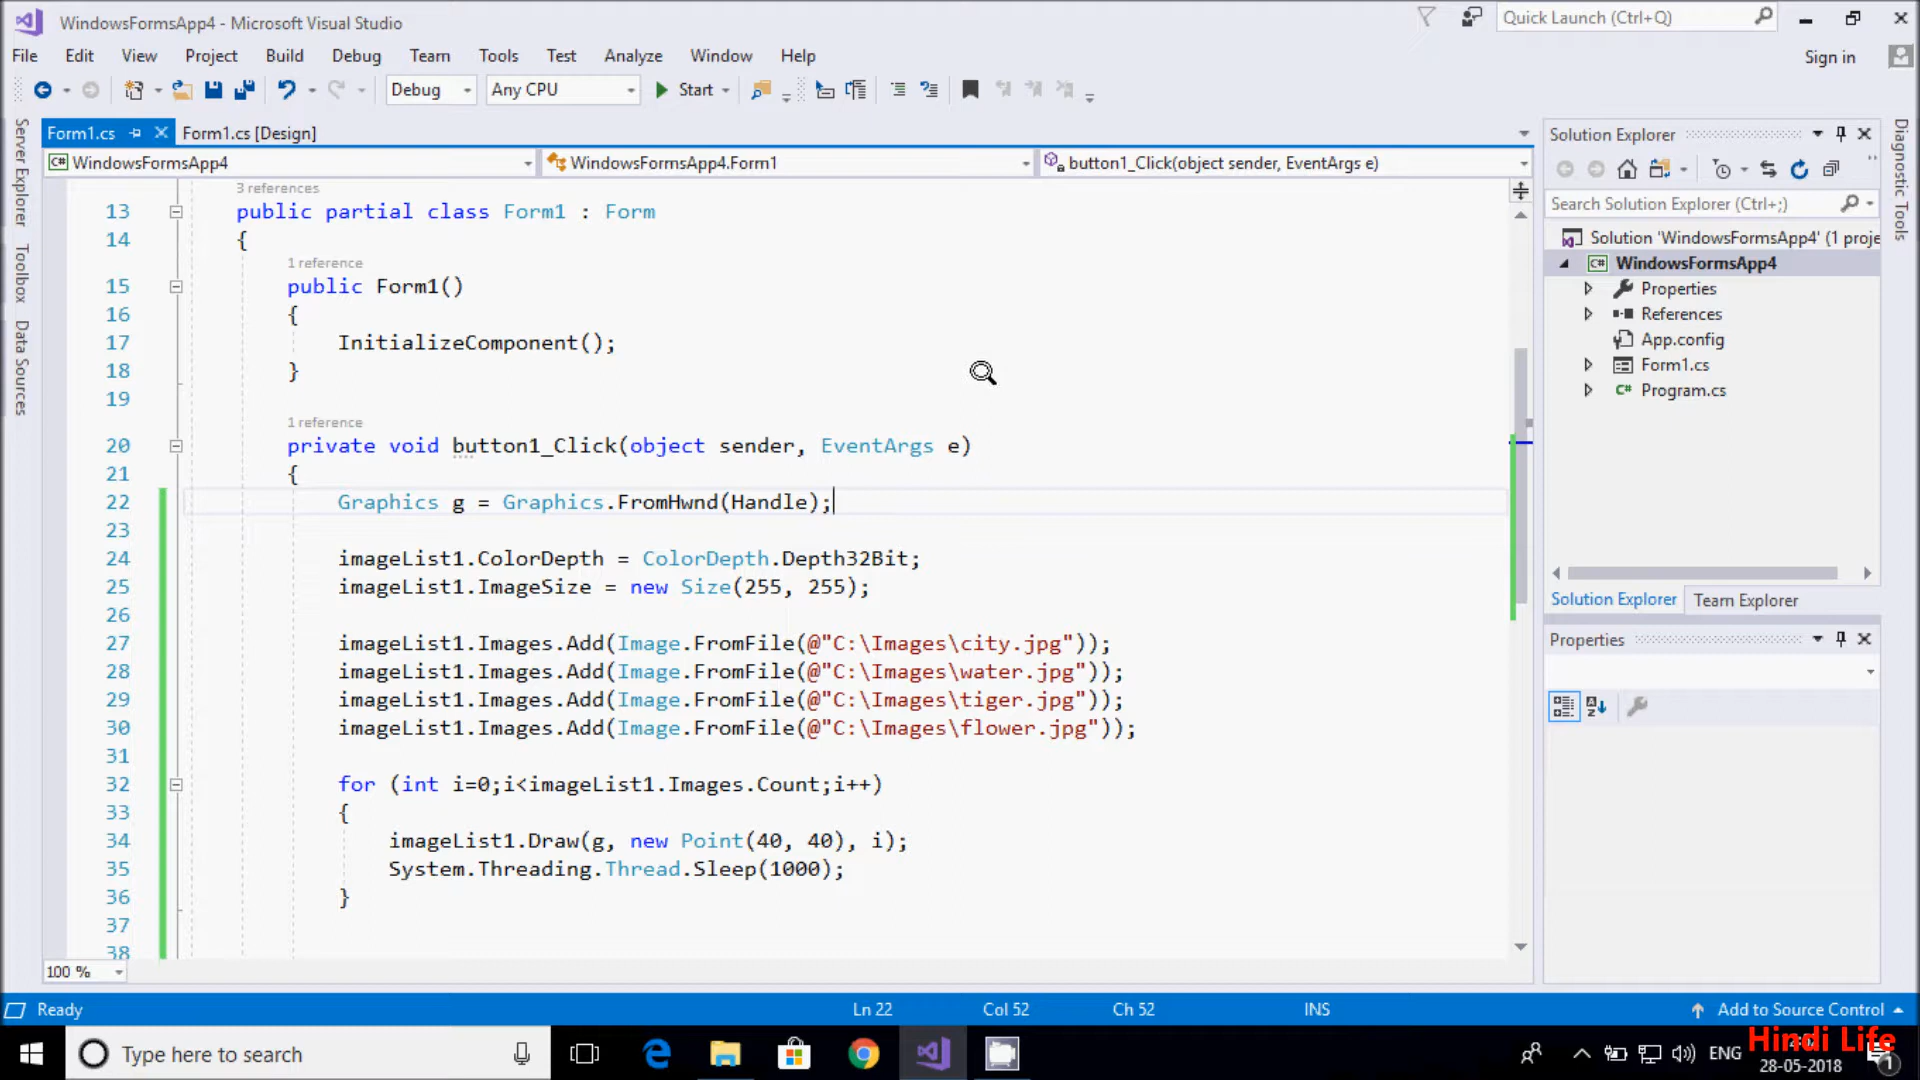 WindowsFormsApp4 - Microsoft Visual Studio
Quick Launch (Ctrl+Q)
File Edit View Project Build Debug Team Tools Test Analyze Window Help
Sign in
Debug Any CPU Start
Form1.cs Form1.cs [Design]
WindowsFormsApp4 WindowsFormsApp4.Form1 button1_Click(object sender, EventArgs e)
Server Explorer
Toolbox
Data Sources
3 references
13 public partial class Form1 : Form
14 {
1 reference
15 public Form1()
16 {
17 InitializeComponent();
18 }
19
1 reference
20 private void button1_Click(object sender, EventArgs e)
21 {
22 Graphics g = Graphics.FromHwnd(Handle);
23
24 imageList1.ColorDepth = ColorDepth.Depth32Bit;
25 imageList1.ImageSize = new Size(255, 255);
26
27 imageList1.Images.Add(Image.FromFile(@"C:\Images\city.jpg"));
28 imageList1.Images.Add(Image.FromFile(@"C:\Images\water.jpg"));
29 imageList1.Images.Add(Image.FromFile(@"C:\Images\tiger.jpg"));
30 imageList1.Images.Add(Image.FromFile(@"C:\Images\flower.jpg"));
31
32 for (int i=0;i<imageList1.Images.Count;i++)
33 {
34 imageList1.Draw(g, new Point(40, 40), i);
35 System.Threading.Thread.Sleep(1000);
36 }
37
38
100 %
Solution Explorer
Search Solution Explorer (Ctrl+;)
Solution 'WindowsFormsApp4' (1 proje
C# WindowsFormsApp4
Properties
References
App.config
Form1.cs
C# Program.cs
Solution Explorer Team Explorer
Properties
Diagnostic Tools
Ready Ln 22 Col 52 Ch 52 INS Add to Source Control
Type here to search
ENG
Hindi Life
28-05-2018
1